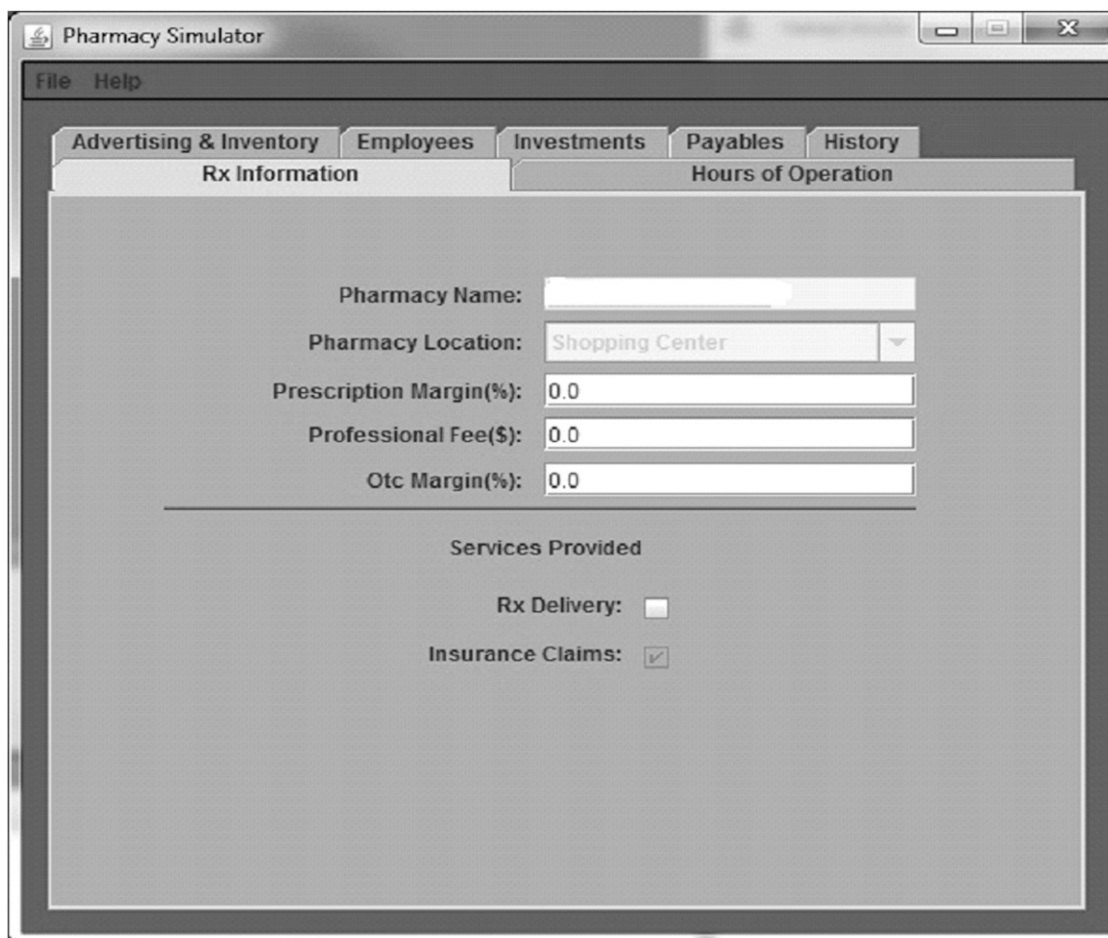 Pharmacy Simulator
File Help
Advertising & Inventory Employees Investments Payables History
Rx Information Hours of Operation
Pharmacy Name:
Pharmacy Location: Shopping Center
Prescription Margin(%): 0.0
Professional Fee($): 0.0
Otc Margin(%): 0.0
Services Provided
Rx Delivery:
Insurance Claims: